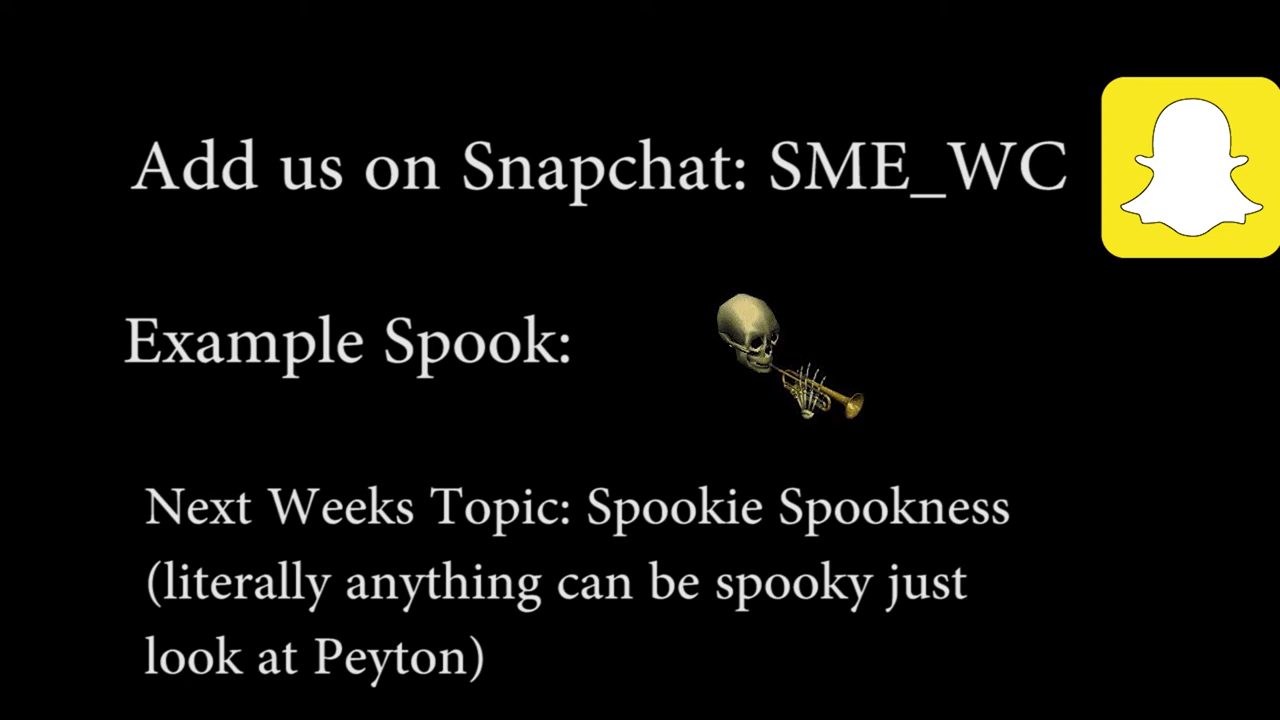 Add us on Snapchat: SME_WC
Example Spook:
Next Weeks Topic: Spookie Spookness
(literally anything can be spooky just
look at Peyton)